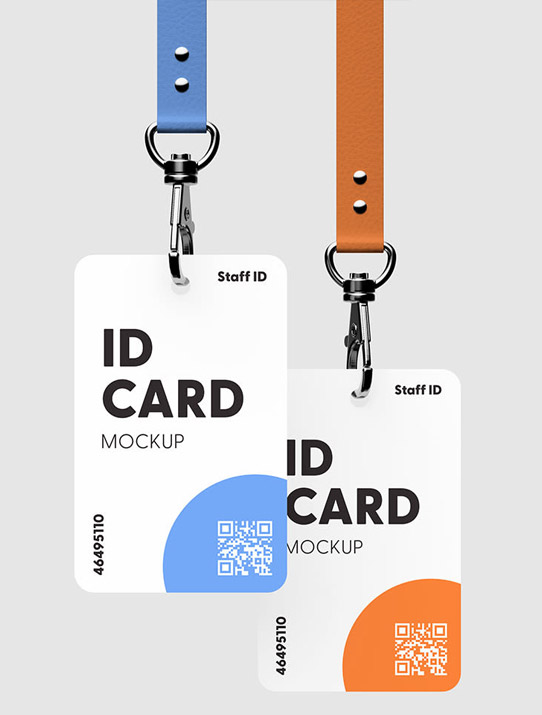 Staff ID
ID
CARD
MOCKUP
46495110
Staff ID
ID
CARD
MOCKUP
46495110